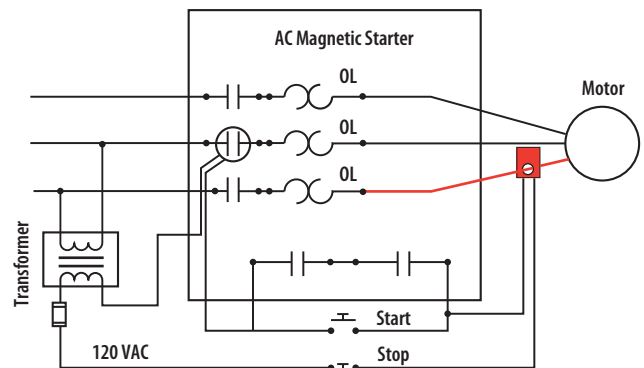 AC Magnetic Starter
OL
Motor
OL
OL
Transformer
Start
120 VAC
Stop